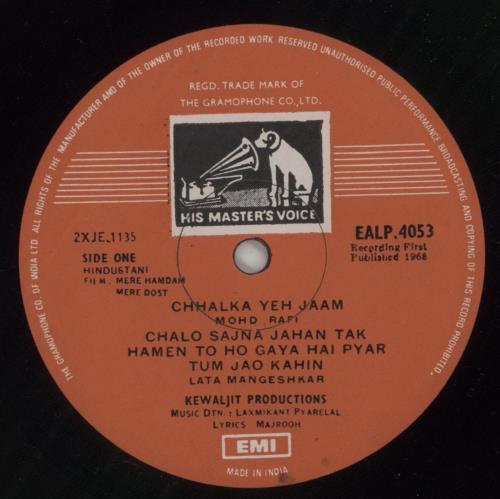 THE GRAMOPHONE CO. OF INDIA LTD ALL RIGHTS OF THE MANUFACTURER AND OF THE OWNER OF THE RECORDED WORK RESERVED UNAUTHORISED PUBLIC PERFORMANCE BROADCASTING AND COPYING OF THIS RECORD PROHIBITED.
REGD. TRADE MARK OF
THE GRAMOPHONE CO., LTD.
HIS MASTER'S VOICE
2XJE.1135
EALP.4053
Recording First
Published 1968
SIDE ONE
HINDUSTANI
FILM: MERE HAMDAM
MERE DOST
CHHALKA YEH JAAM
MOHD. RAFI
CHALO SAJNA JAHAN TAK
HAMEN TO HO GAYA HAI PYAR
TUM JAO KAHIN
LATA MANGESHKAR
KEWALJIT PRODUCTIONS
MUSIC DTN.: LAXMIKANT PYARELAL
LYRICS MAJROOH
EMI
MADE IN INDIA